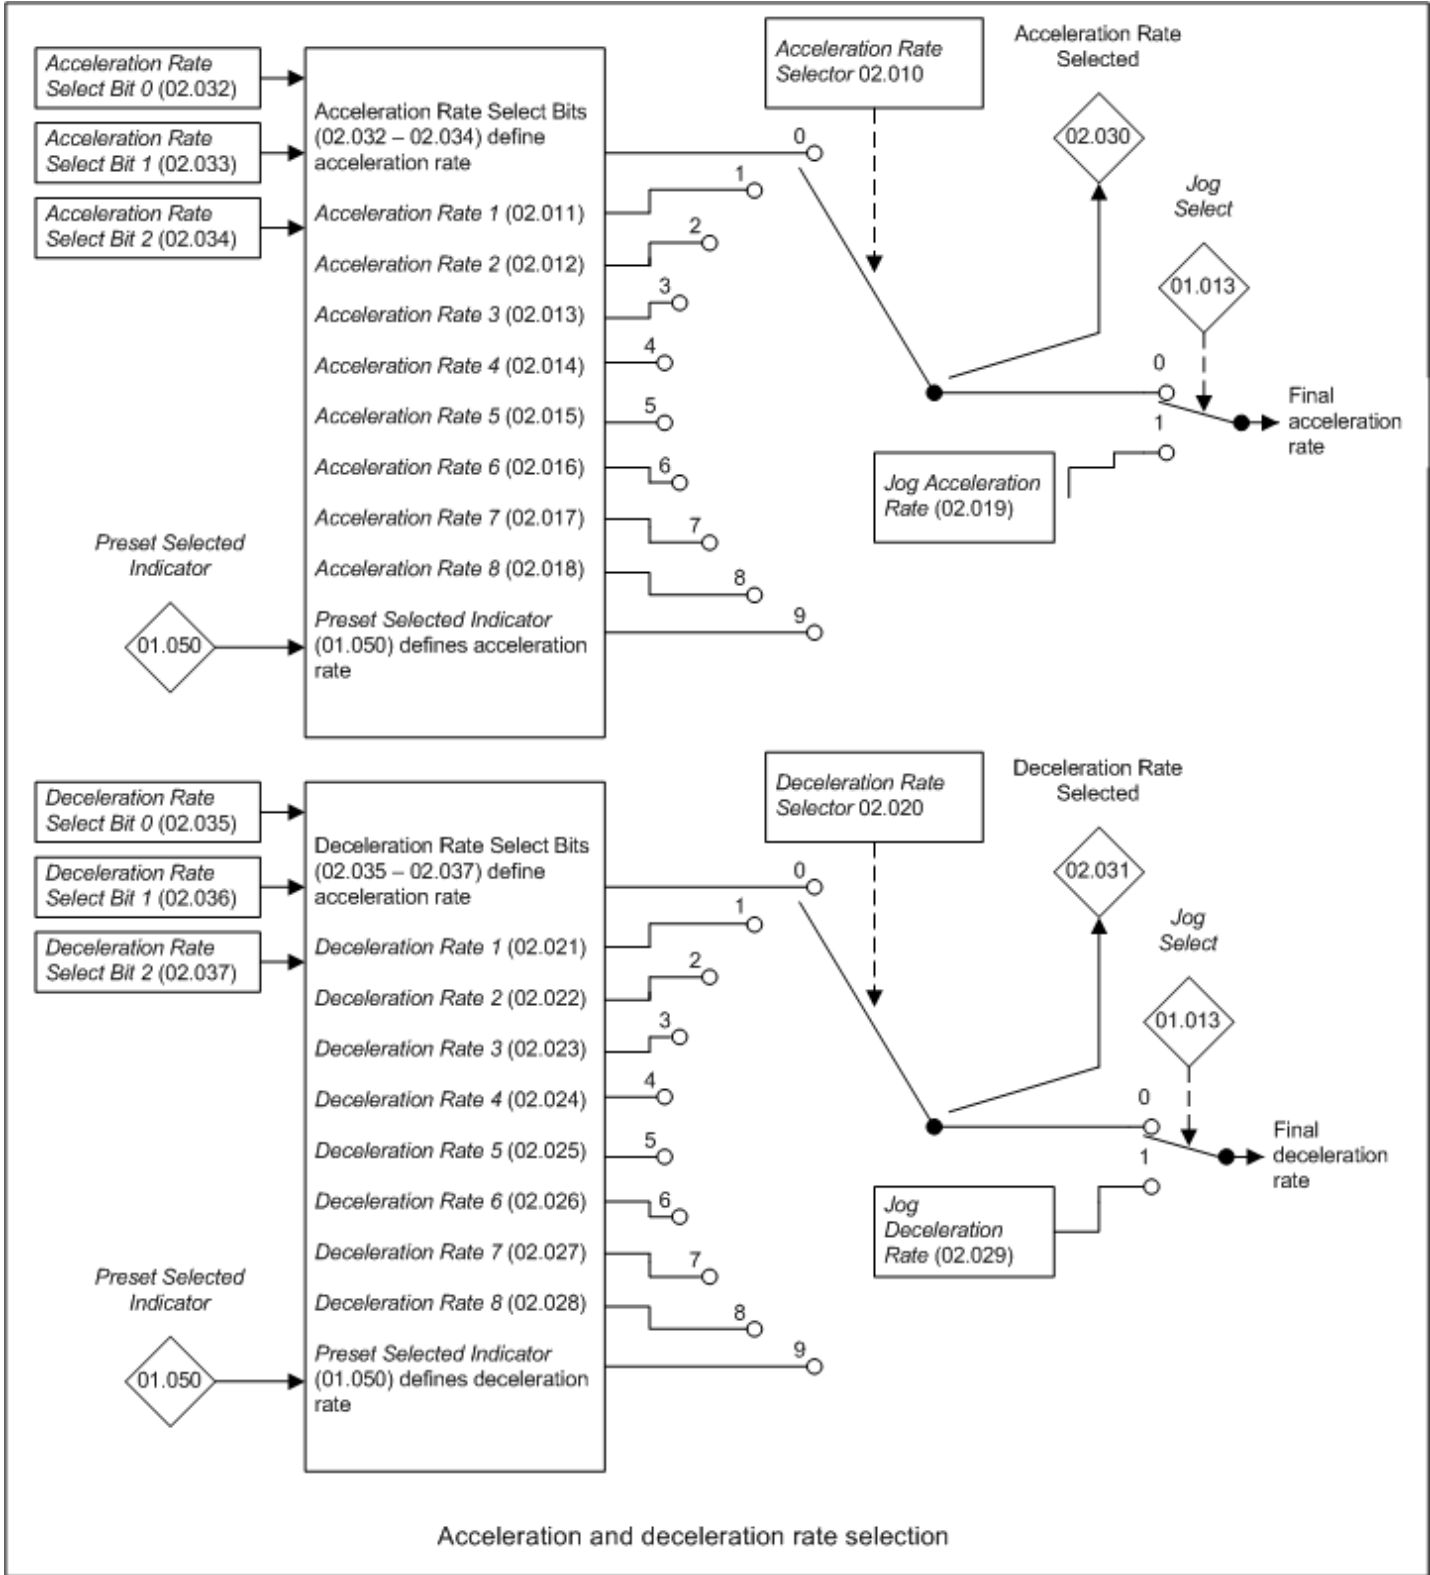 Acceleration Rate
Select Bit 0 (02.032)
Acceleration Rate
Select Bit 1 (02.033)
Acceleration Rate
Select Bit 2 (02.034)
Preset Selected
Indicator
01.050
Acceleration Rate Select Bits
(02.032 – 02.034) define
acceleration rate
Acceleration Rate 1 (02.011)
Acceleration Rate 2 (02.012)
Acceleration Rate 3 (02.013)
Acceleration Rate 4 (02.014)
Acceleration Rate 5 (02.015)
Acceleration Rate 6 (02.016)
Acceleration Rate 7 (02.017)
Acceleration Rate 8 (02.018)
Preset Selected Indicator
(01.050) defines acceleration
rate
0
1
2
3
4
5
6
7
8
9
Acceleration Rate
Selector 02.010
Acceleration Rate
Selected
02.030
Jog
Select
01.013
0
1
Jog Acceleration
Rate (02.019)
Final
acceleration
rate
Deceleration Rate
Select Bit 0 (02.035)
Deceleration Rate
Select Bit 1 (02.036)
Deceleration Rate
Select Bit 2 (02.037)
Preset Selected
Indicator
01.050
Deceleration Rate Select Bits
(02.035 – 02.037) define
acceleration rate
Deceleration Rate 1 (02.021)
Deceleration Rate 2 (02.022)
Deceleration Rate 3 (02.023)
Deceleration Rate 4 (02.024)
Deceleration Rate 5 (02.025)
Deceleration Rate 6 (02.026)
Deceleration Rate 7 (02.027)
Deceleration Rate 8 (02.028)
Preset Selected Indicator
(01.050) defines deceleration
rate
0
1
2
3
4
5
6
7
8
9
Deceleration Rate
Selector 02.020
Deceleration Rate
Selected
02.031
Jog
Select
01.013
0
1
Jog
Deceleration
Rate (02.029)
Final
deceleration
rate
Acceleration and deceleration rate selection